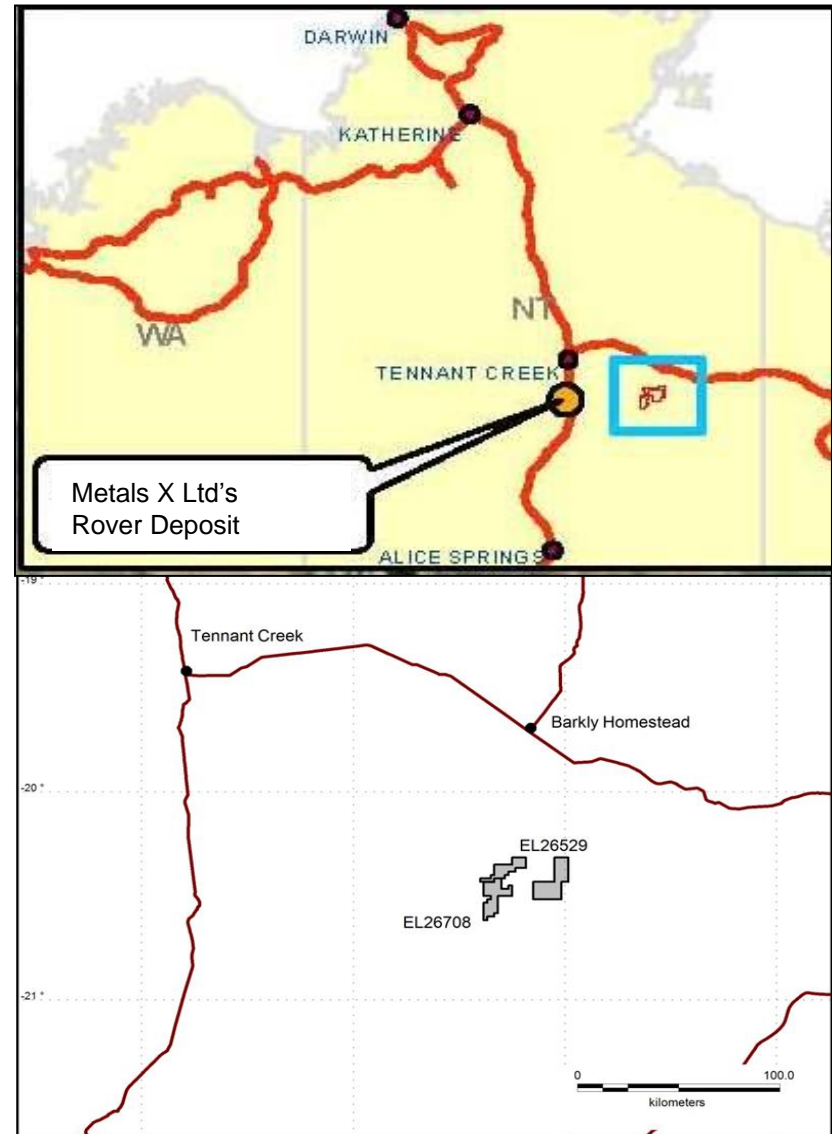 DARWIN
KATHERINE
WA
NT
TENNANT CREEK
Metals X Ltd's
Rover Deposit
ALICE SPRINGS
-19°
Tennant Creek
Barkly Homestead
-20°
EL26529
EL26708
-21°
0 100.0
kilometers